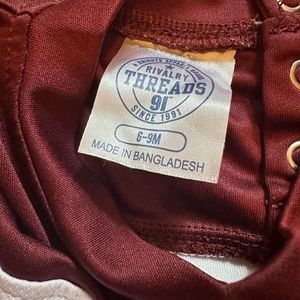 RIVALRY
THREADS
91
SINCE 1991
6-9M
MADE IN BANGLADESH